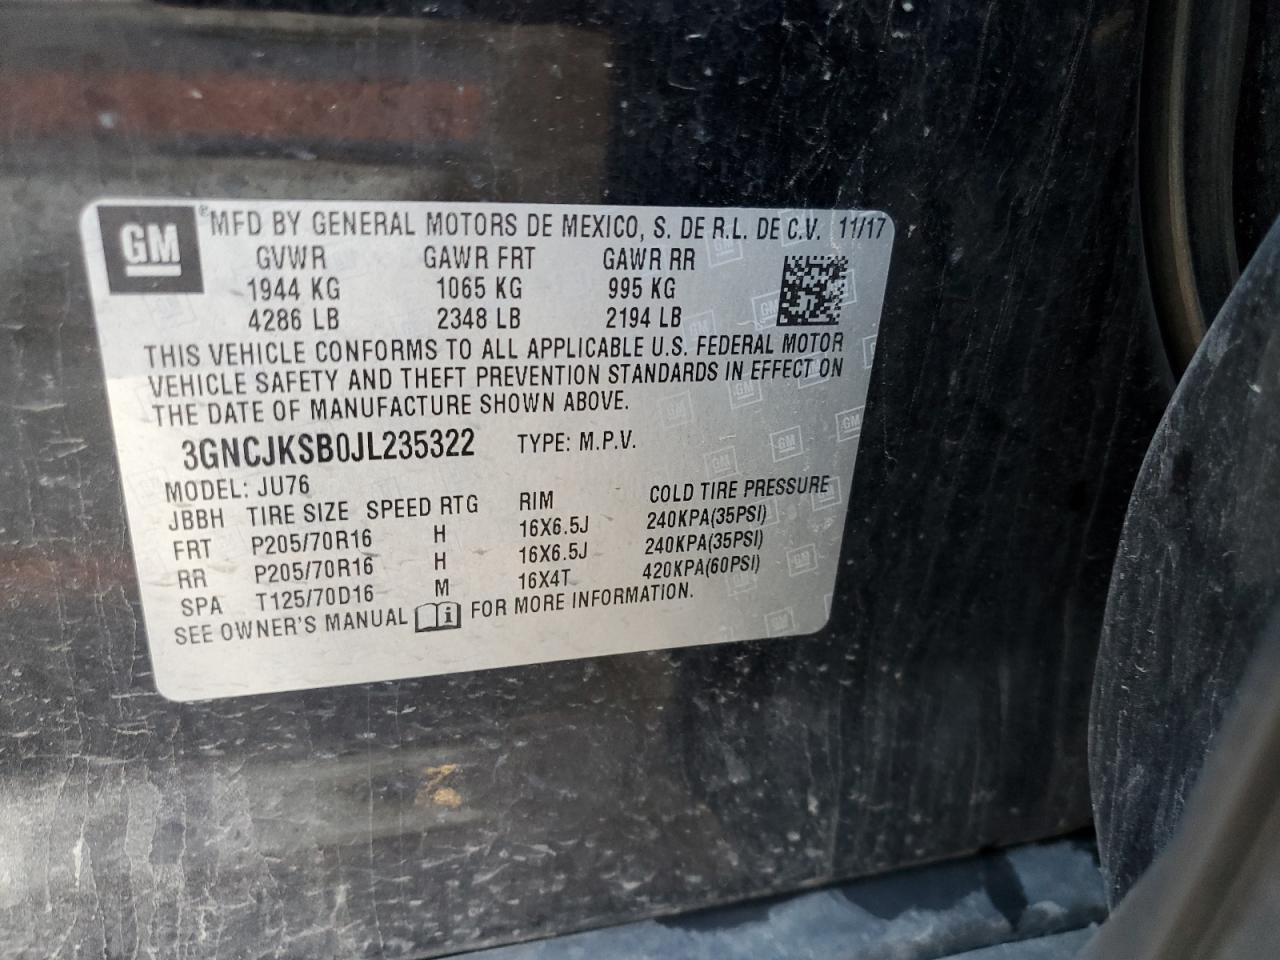 GM ®MFD BY GENERAL MOTORS DE MEXICO, S. DE R.L. DE C.V. 11/17
GVWR GAWR FRT GAWR RR
1944 KG 1065 KG 995 KG
4286 LB 2348 LB 2194 LB
THIS VEHICLE CONFORMS TO ALL APPLICABLE U.S. FEDERAL MOTOR
VEHICLE SAFETY AND THEFT PREVENTION STANDARDS IN EFFECT ON
THE DATE OF MANUFACTURE SHOWN ABOVE.
3GNCJKSB0JL235322 TYPE: M.P.V.
MODEL: JU76
JBBH TIRE SIZE SPEED RTG RIM COLD TIRE PRESSURE
FRT P205/70R16 H 16X6.5J 240KPA(35PSI)
RR P205/70R16 H 16X6.5J 240KPA(35PSI)
SPA T125/70D16 M 16X4T 420KPA(60PSI)
SEE OWNER'S MANUAL FOR MORE INFORMATION.